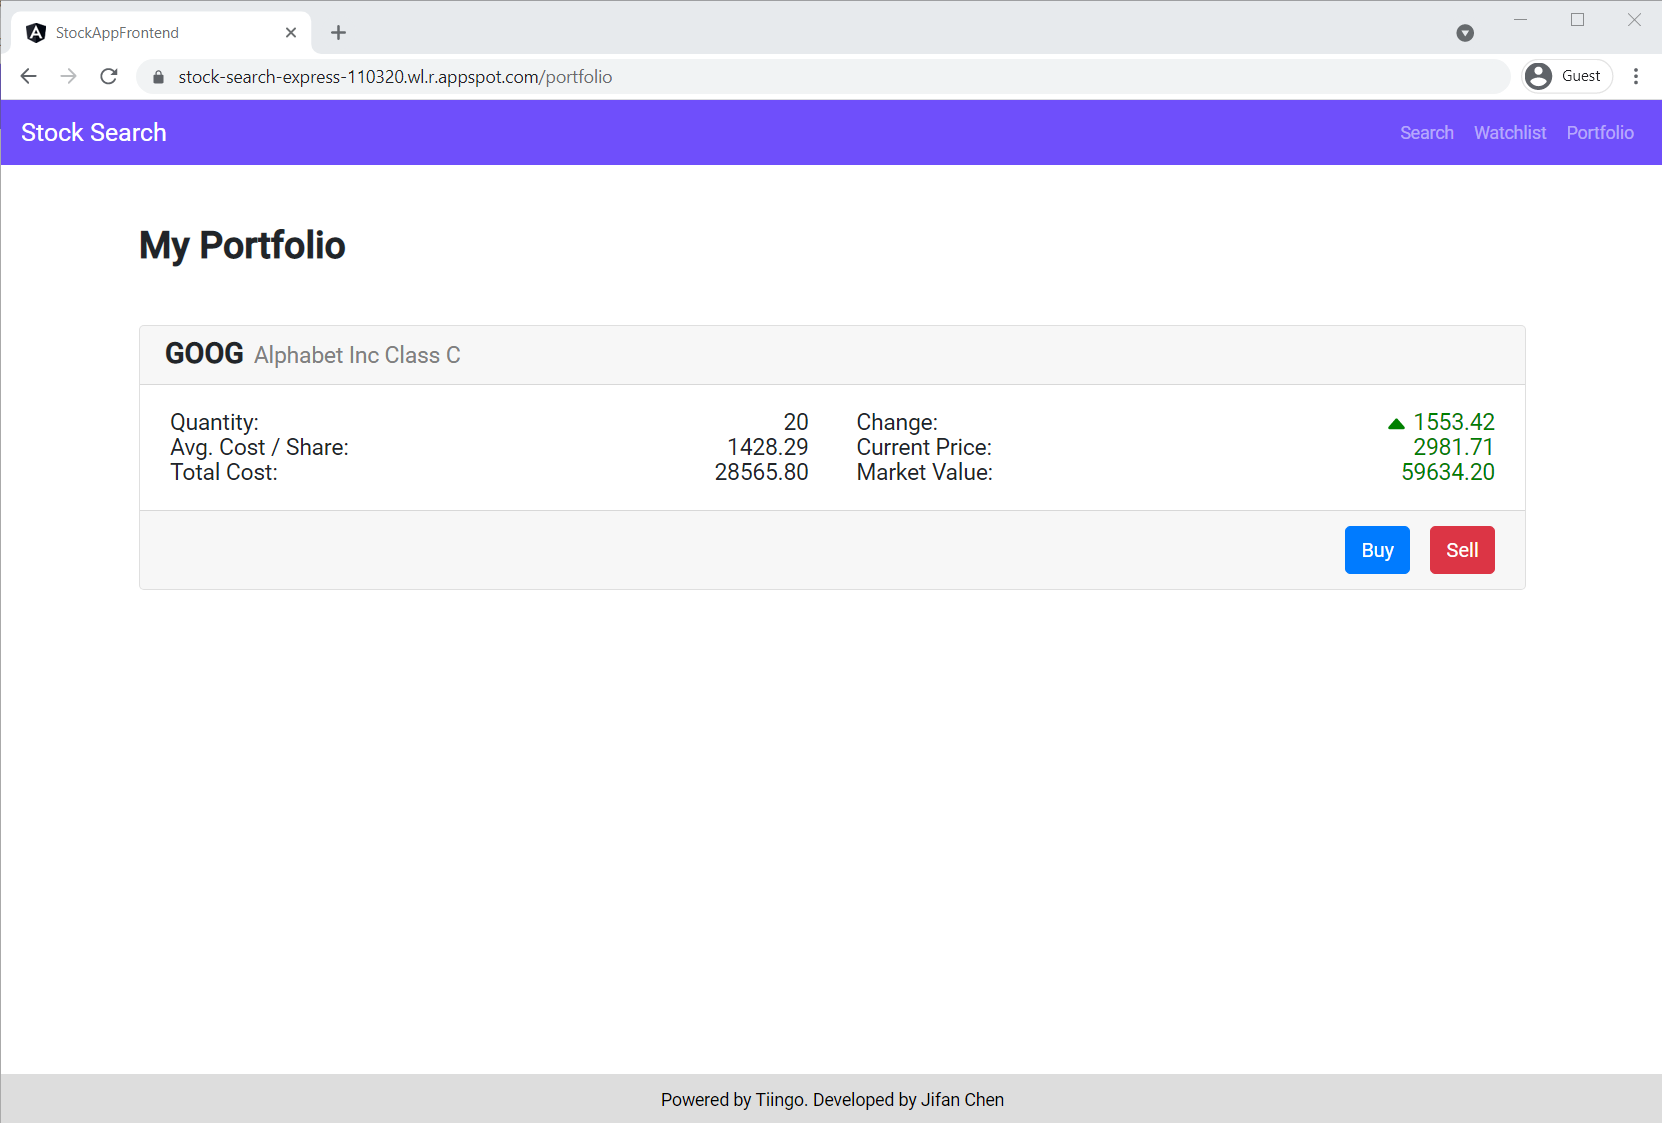 StockAppFrontend
stock-search-express-110320.wl.r.appspot.com/portfolio
Guest
Stock Search
Search Watchlist Portfolio
My Portfolio
GOOG Alphabet Inc Class C
Quantity: 20 Change: ▲ 1553.42
Avg. Cost / Share: 1428.29 Current Price: 2981.71
Total Cost: 28565.80 Market Value: 59634.20
Buy Sell
Powered by Tiingo. Developed by Jifan Chen